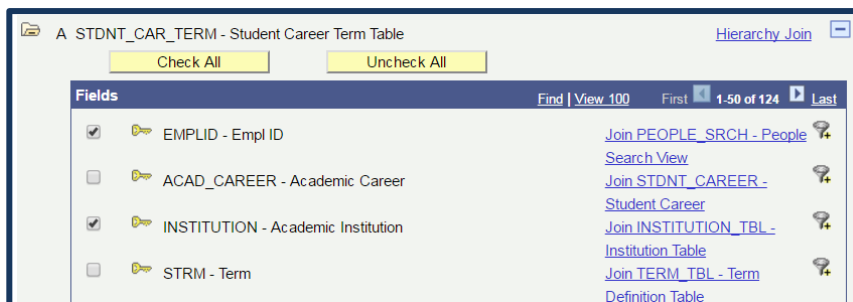 A STDNT_CAR_TERM - Student Career Term Table Hierarchy Join
Check All Uncheck All
Fields Find | View 100 First 1-50 of 124 Last
EMPLID - Empl ID Join PEOPLE_SRCH - People
Search View
ACAD_CAREER - Academic Career Join STDNT_CAREER -
Student Career
INSTITUTION - Academic Institution Join INSTITUTION_TBL -
Institution Table
STRM - Term Join TERM_TBL - Term
Definition Table